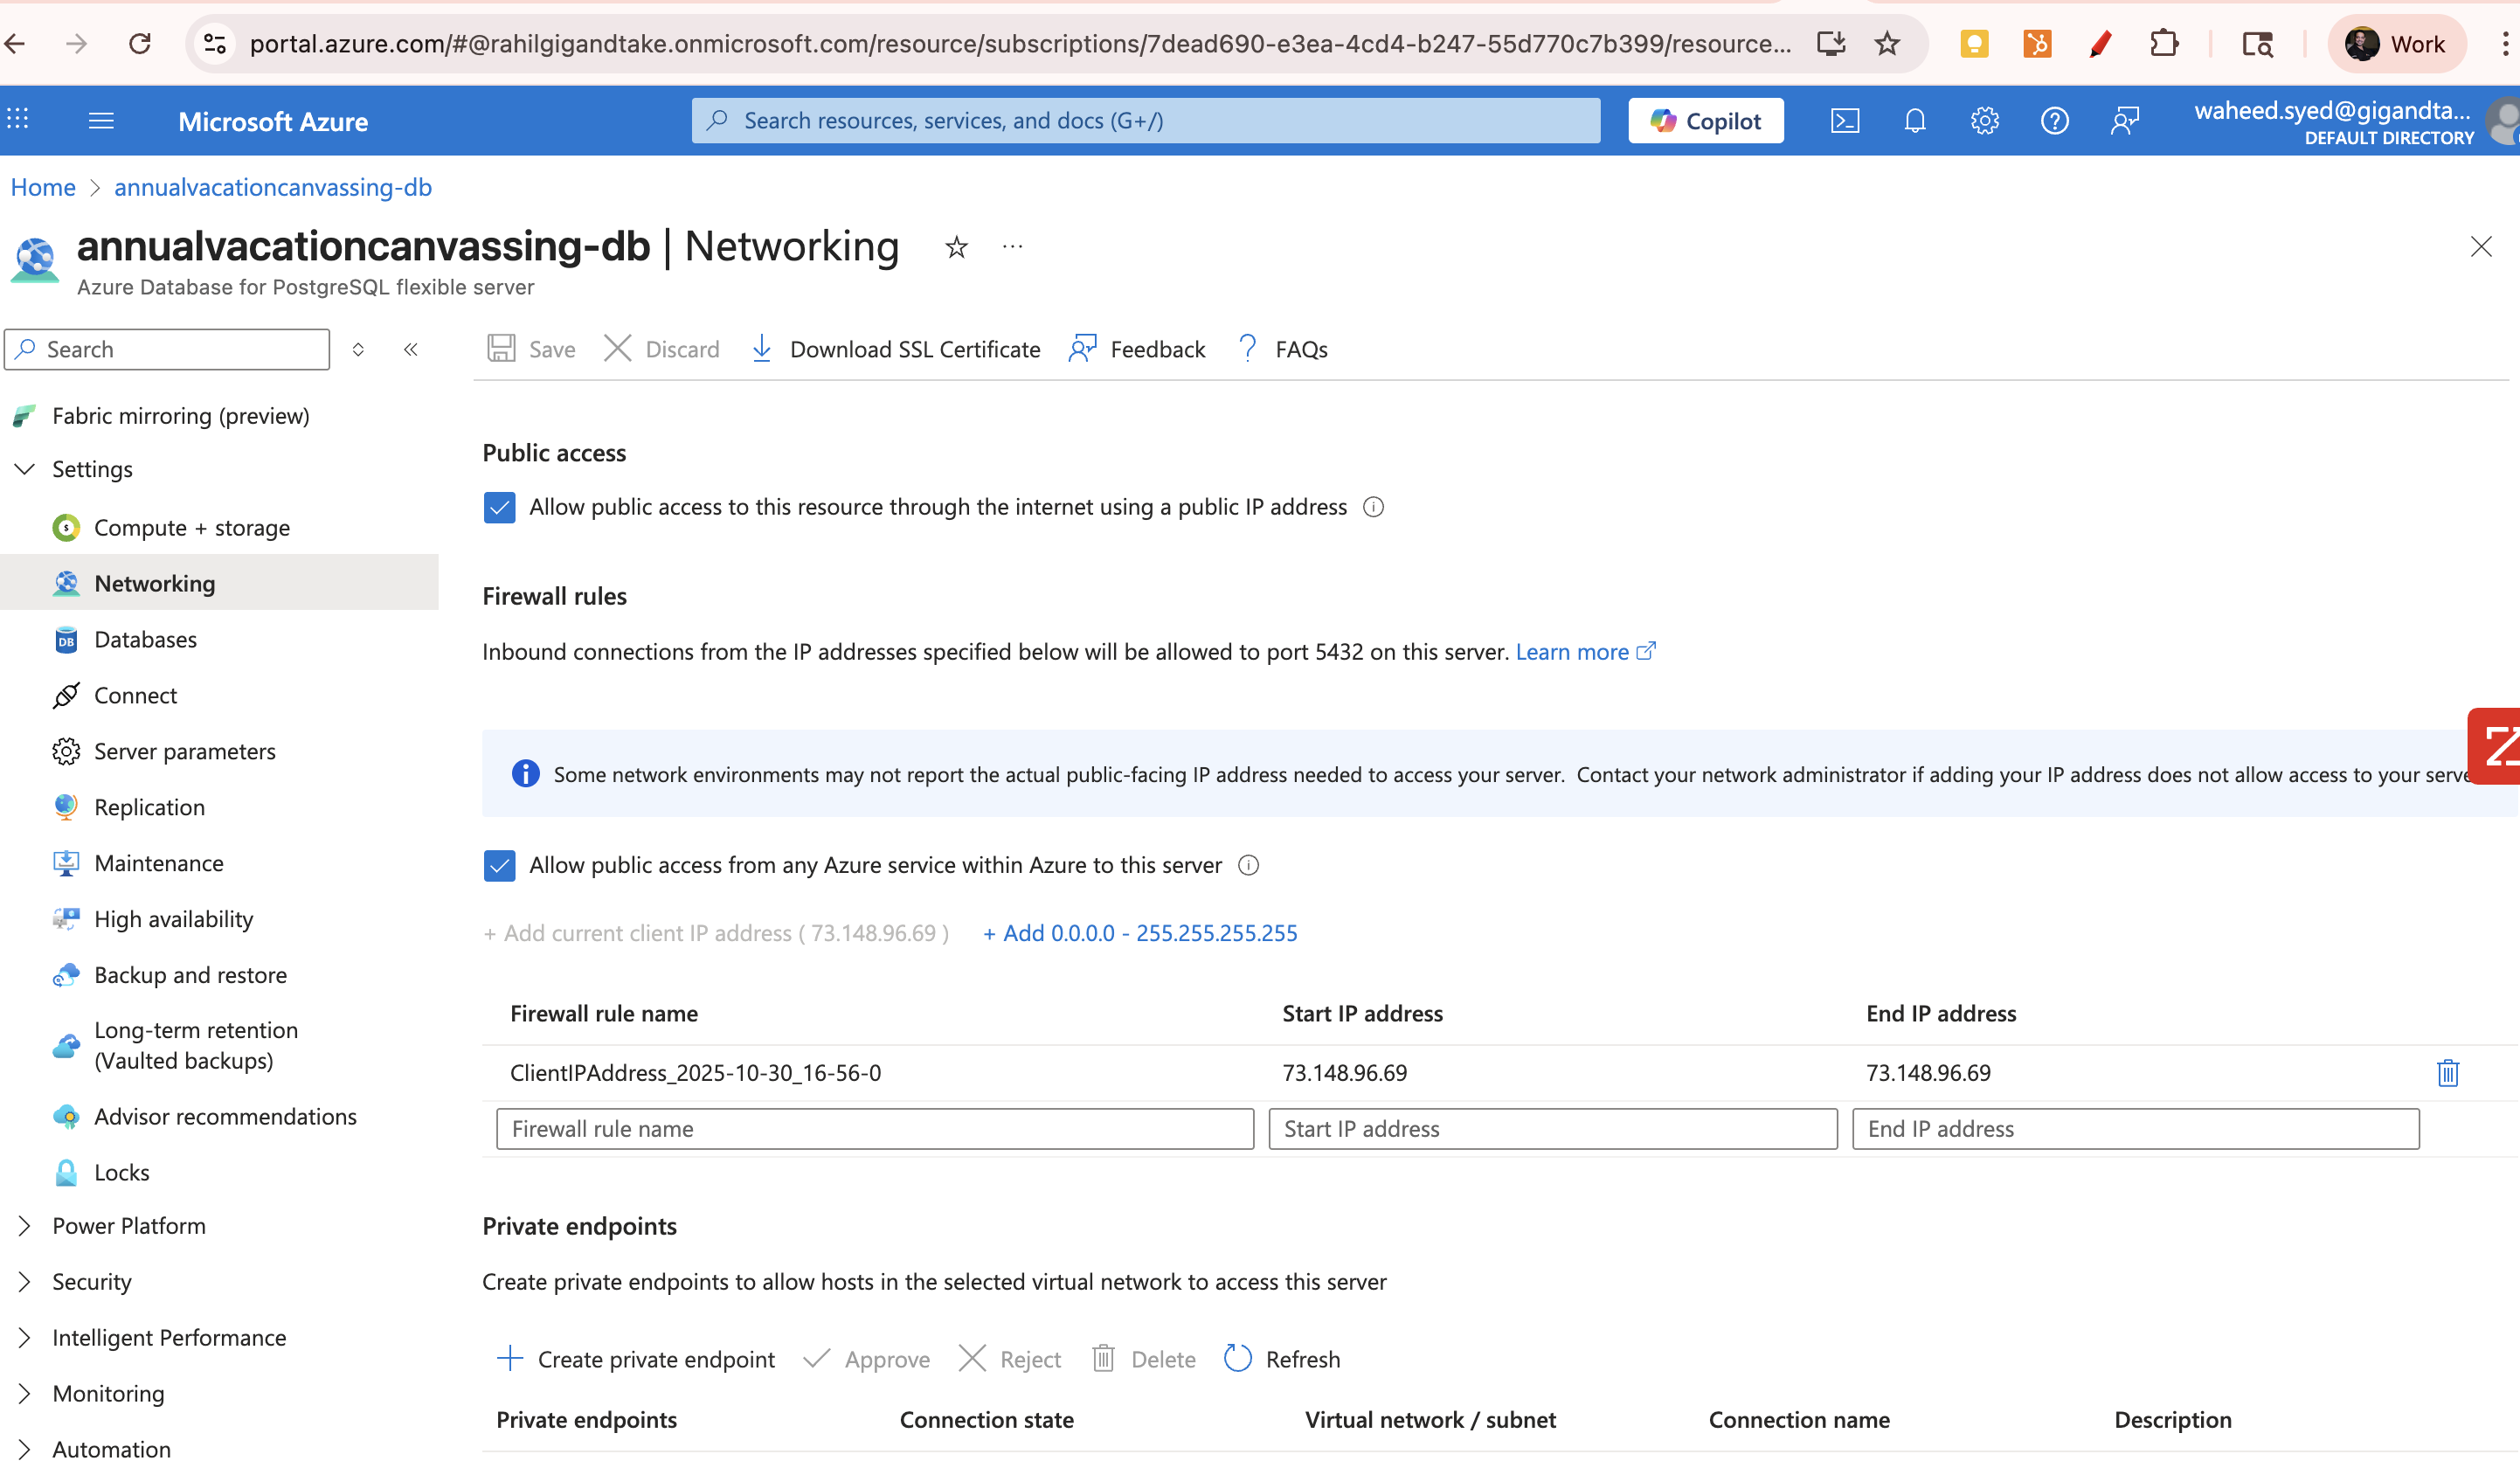 portal.azure.com/#@rahilgigandtake.onmicrosoft.com/resource/subscriptions/7dead690-e3ea-4cd4-b247-55d770c7b399/resource...
Work
Microsoft Azure
Search resources, services, and docs (G+/)
Copilot
waheed.syed@gigandta...
DEFAULT DIRECTORY
Home > annualvacationcanvassing-db
annualvacationcanvassing-db | Networking
Azure Database for PostgreSQL flexible server
Search
Save
Discard
Download SSL Certificate
Feedback
FAQs
Fabric mirroring (preview)
Settings
Compute + storage
Networking
Databases
Connect
Server parameters
Replication
Maintenance
High availability
Backup and restore
Long-term retention
(Vaulted backups)
Advisor recommendations
Locks
Power Platform
Security
Intelligent Performance
Monitoring
Automation
Public access
Allow public access to this resource through the internet using a public IP address
Firewall rules
Inbound connections from the IP addresses specified below will be allowed to port 5432 on this server. Learn more
Some network environments may not report the actual public-facing IP address needed to access your server. Contact your network administrator if adding your IP address does not allow access to your serve
Allow public access from any Azure service within Azure to this server
+ Add current client IP address ( 73.148.96.69 )
+ Add 0.0.0.0 - 255.255.255.255
Firewall rule name
Start IP address
End IP address
ClientIPAddress_2025-10-30_16-56-0
73.148.96.69
73.148.96.69
Firewall rule name
Start IP address
End IP address
Private endpoints
Create private endpoints to allow hosts in the selected virtual network to access this server
Create private endpoint
Approve
Reject
Delete
Refresh
Private endpoints
Connection state
Virtual network / subnet
Connection name
Description